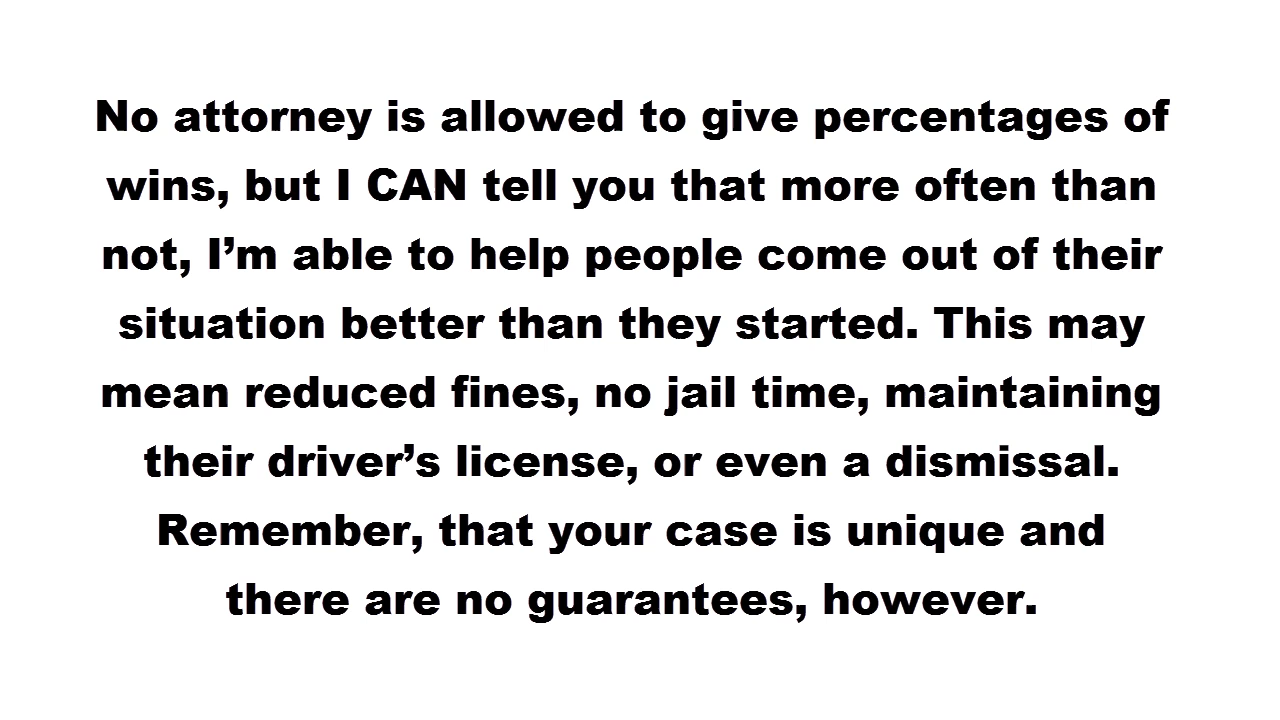 No attorney is allowed to give percentages of
wins, but I CAN tell you that more often than
not, I’m able to help people come out of their
situation better than they started. This may
mean reduced fines, no jail time, maintaining
their driver’s license, or even a dismissal.
Remember, that your case is unique and
there are no guarantees, however.